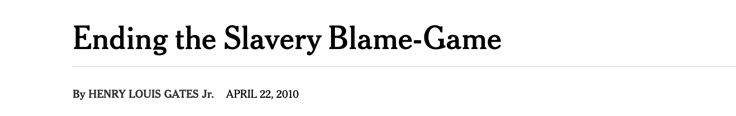 Ending the Slavery Blame-Game
By HENRY LOUIS GATES Jr. APRIL 22, 2010